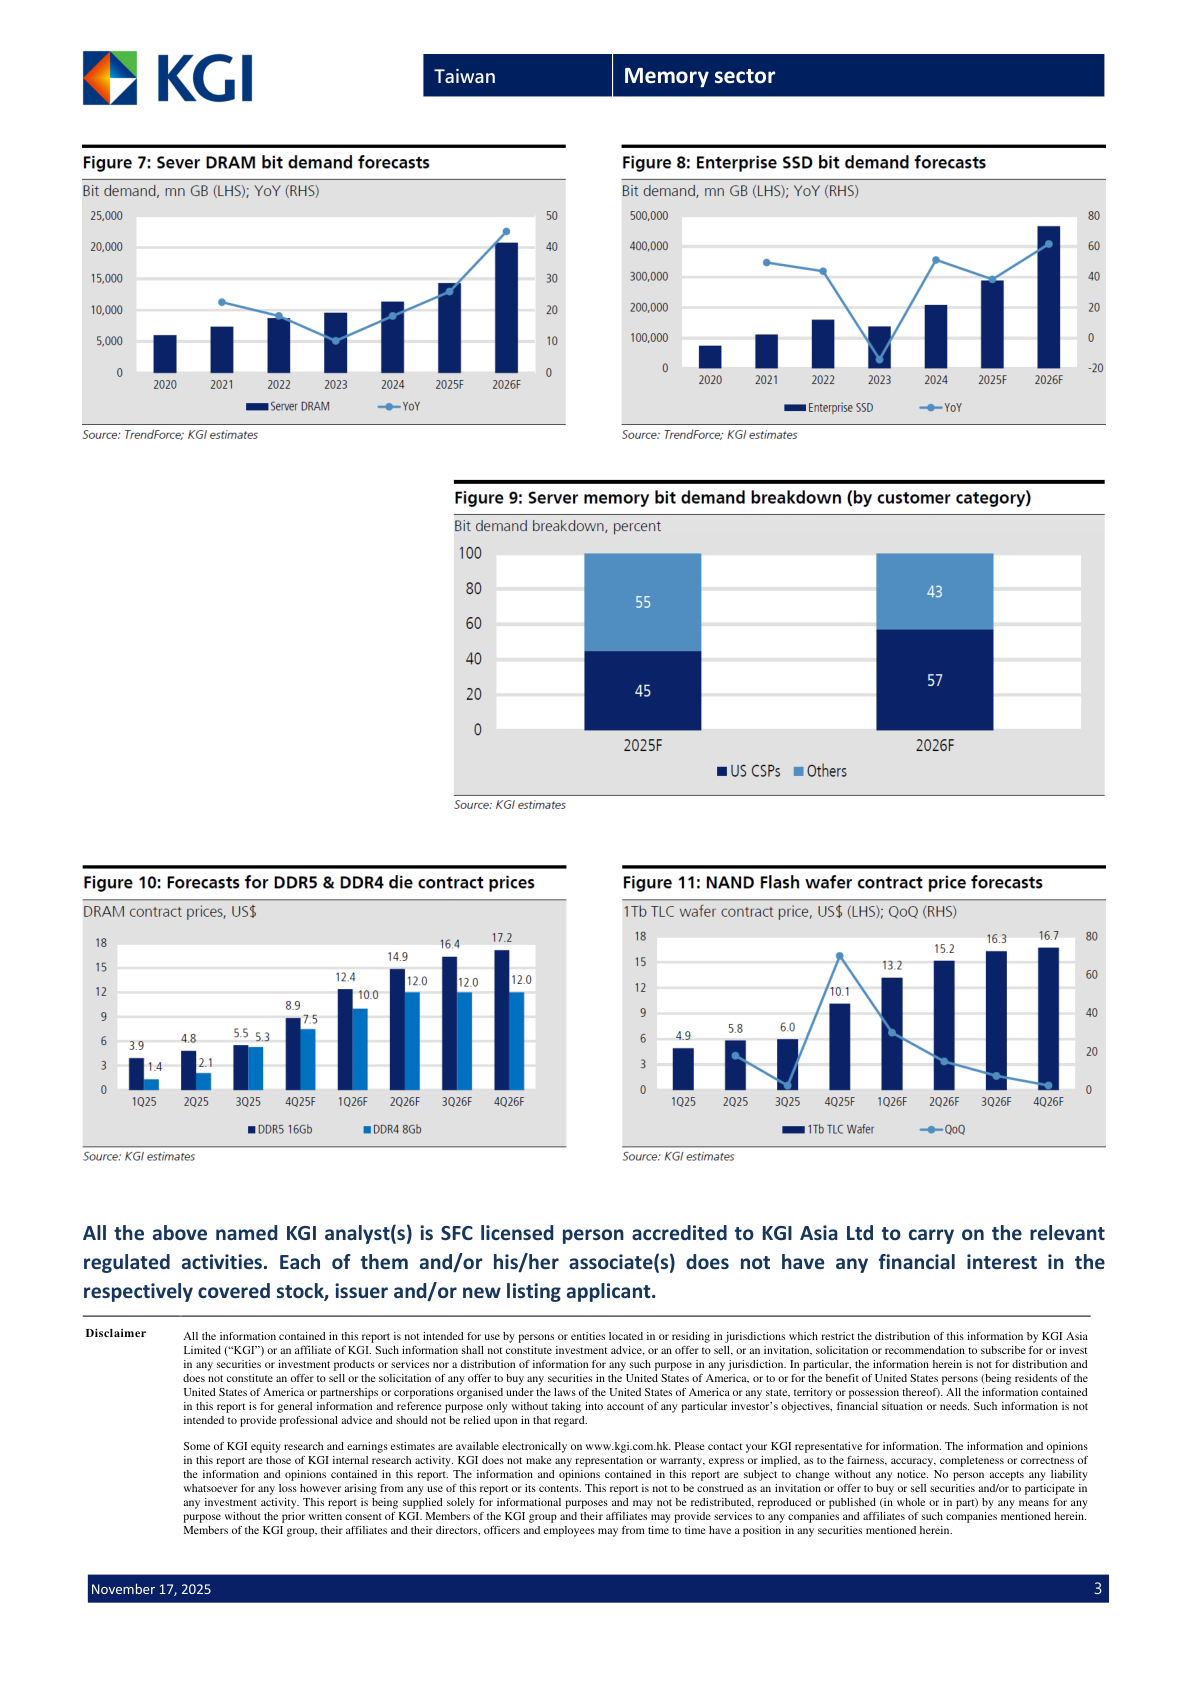 KGI
Taiwan
Memory sector
Figure 7: Sever DRAM bit demand forecasts
Bit demand, mn GB (LHS); YoY (RHS)
25,000
20,000
15,000
10,000
5,000
0
50
40
30
20
10
0
2020 2021 2022 2023 2024 2025F 2026F
Server DRAM YoY
Source: TrendForce; KGI estimates
Figure 8: Enterprise SSD bit demand forecasts
Bit demand, mn GB (LHS); YoY (RHS)
500,000
400,000
300,000
200,000
100,000
0
80
60
40
20
0
-20
2020 2021 2022 2023 2024 2025F 2026F
Enterprise SSD YoY
Source: TrendForce; KGI estimates
Figure 9: Server memory bit demand breakdown (by customer category)
Bit demand breakdown, percent
100
80
60
40
20
0
55
45
43
57
2025F 2026F
US CSPs Others
Source: KGI estimates
Figure 10: Forecasts for DDR5 & DDR4 die contract prices
DRAM contract prices, US$
18
15
12
9
6
3
0
3.9 1.4 4.8 2.1 5.5 5.3 8.9 7.5 12.4 10.0 14.9 12.0 16.4 12.0 17.2 12.0
1Q25 2Q25 3Q25 4Q25F 1Q26F 2Q26F 3Q26F 4Q26F
DDR5 16Gb DDR4 8Gb
Source: KGI estimates
Figure 11: NAND Flash wafer contract price forecasts
1Tb TLC wafer contract price, US$ (LHS); QoQ (RHS)
18
15
12
9
6
3
0
4.9 5.8 6.0 10.1 13.2 15.2 16.3 16.7
80
60
40
20
0
1Q25 2Q25 3Q25 4Q25F 1Q26F 2Q26F 3Q26F 4Q26F
1Tb TLC Wafer QoQ
Source: KGI estimates
All the above named KGI analyst(s) is SFC licensed person accredited to KGI Asia Ltd to carry on the relevant
regulated activities. Each of them and/or his/her associate(s) does not have any financial interest in the
respectively covered stock, issuer and/or new listing applicant.
Disclaimer
All the information contained in this report is not intended for use by persons or entities located in or residing in jurisdictions which restrict the distribution of this information by KGI Asia
Limited (“KGI”) or an affiliate of KGI. Such information shall not constitute investment advice, or an offer to sell, or an invitation, solicitation or recommendation to subscribe for or invest
in any securities or investment products or services nor a distribution of information for any such purpose in any jurisdiction. In particular, the information herein is not for distribution and
does not constitute an offer to sell or the solicitation of any offer to buy any securities in the United States of America, or to or for the benefit of United States persons (being residents of the
United States of America or partnerships or corporations organised under the laws of the United States of America or any state, territory or possession thereof). All the information contained
in this report is for general information and reference purpose only without taking into account of any particular investor’s objectives, financial situation or needs. Such information is not
intended to provide professional advice and should not be relied upon in that regard.
Some of KGI equity research and earnings estimates are available electronically on www.kgi.com.hk. Please contact your KGI representative for information. The information and opinions
in this report are those of KGI internal research activity. KGI does not make any representation or warranty, express or implied, as to the fairness, accuracy, completeness or correctness of
the information and opinions contained in this report. The information and opinions contained in this report are subject to change without any notice. No person accepts any liability
whatsoever for any loss however arising from any use of this report or its contents. This report is not to be construed as an invitation or offer to buy or sell securities and/or to participate in
any investment activity. This report is being supplied solely for informational purposes and may not be redistributed, reproduced or published (in whole or in part) by any means for any
purpose without the prior written consent of KGI. Members of the KGI group and their affiliates may provide services to any companies and affiliates of such companies mentioned herein.
Members of the KGI group, their affiliates and their directors, officers and employees may from time to time have a position in any securities mentioned herein.
November 17, 2025
3